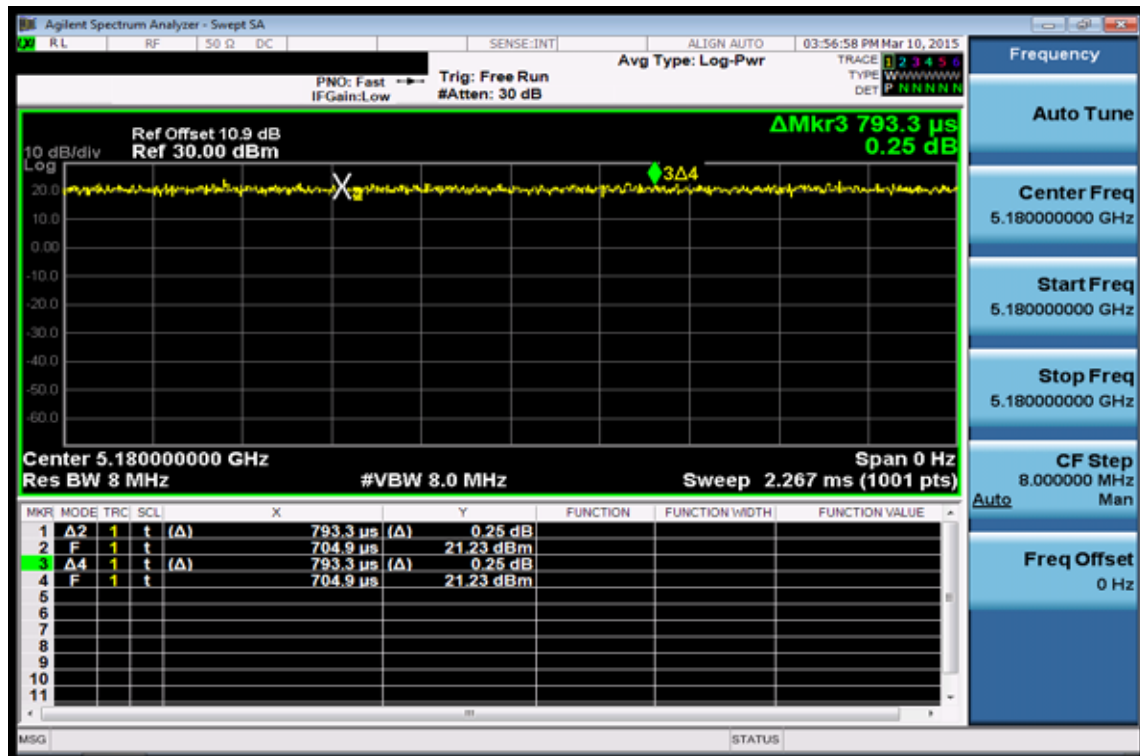 Agilent Spectrum Analyzer - Swept SA
RL RF 50 Ω DC SENSE:INT ALIGN AUTO 03:56:58 PM Mar 10, 2015
Avg Type: Log-Pwr
TRACE 1 2 3 4 5 6
PNO: Fast Trig: Free Run
TYPE WWWWWWW
IFGain:Low #Atten: 30 dB
DET P N N N N N
Frequency
Auto Tune
Center Freq
5.180000000 GHz
Start Freq
5.180000000 GHz
Stop Freq
5.180000000 GHz
CF Step
8.000000 MHz
Auto Man
Freq Offset
0 Hz
ΔMkr3 793.3 µs
0.25 dB
Ref Offset 10.9 dB
10 dB/div Ref 30.00 dBm
Log
3Δ4
20.0
10.0
0.00
-10.0
-20.0
-30.0
-40.0
-50.0
-60.0
Center 5.180000000 GHz Span 0 Hz
Res BW 8 MHz #VBW 8.0 MHz Sweep 2.267 ms (1001 pts)
MKR MODE TRC SCL X Y FUNCTION FUNCTION WIDTH FUNCTION VALUE
1 Δ2 1 t (Δ) 793.3 µs (Δ) 0.25 dB
2 F 1 t 704.9 µs 21.23 dBm
3 Δ4 1 t (Δ) 793.3 µs (Δ) 0.25 dB
4 F 1 t 704.9 µs 21.23 dBm
5
6
7
8
9
10
11
MSG STATUS